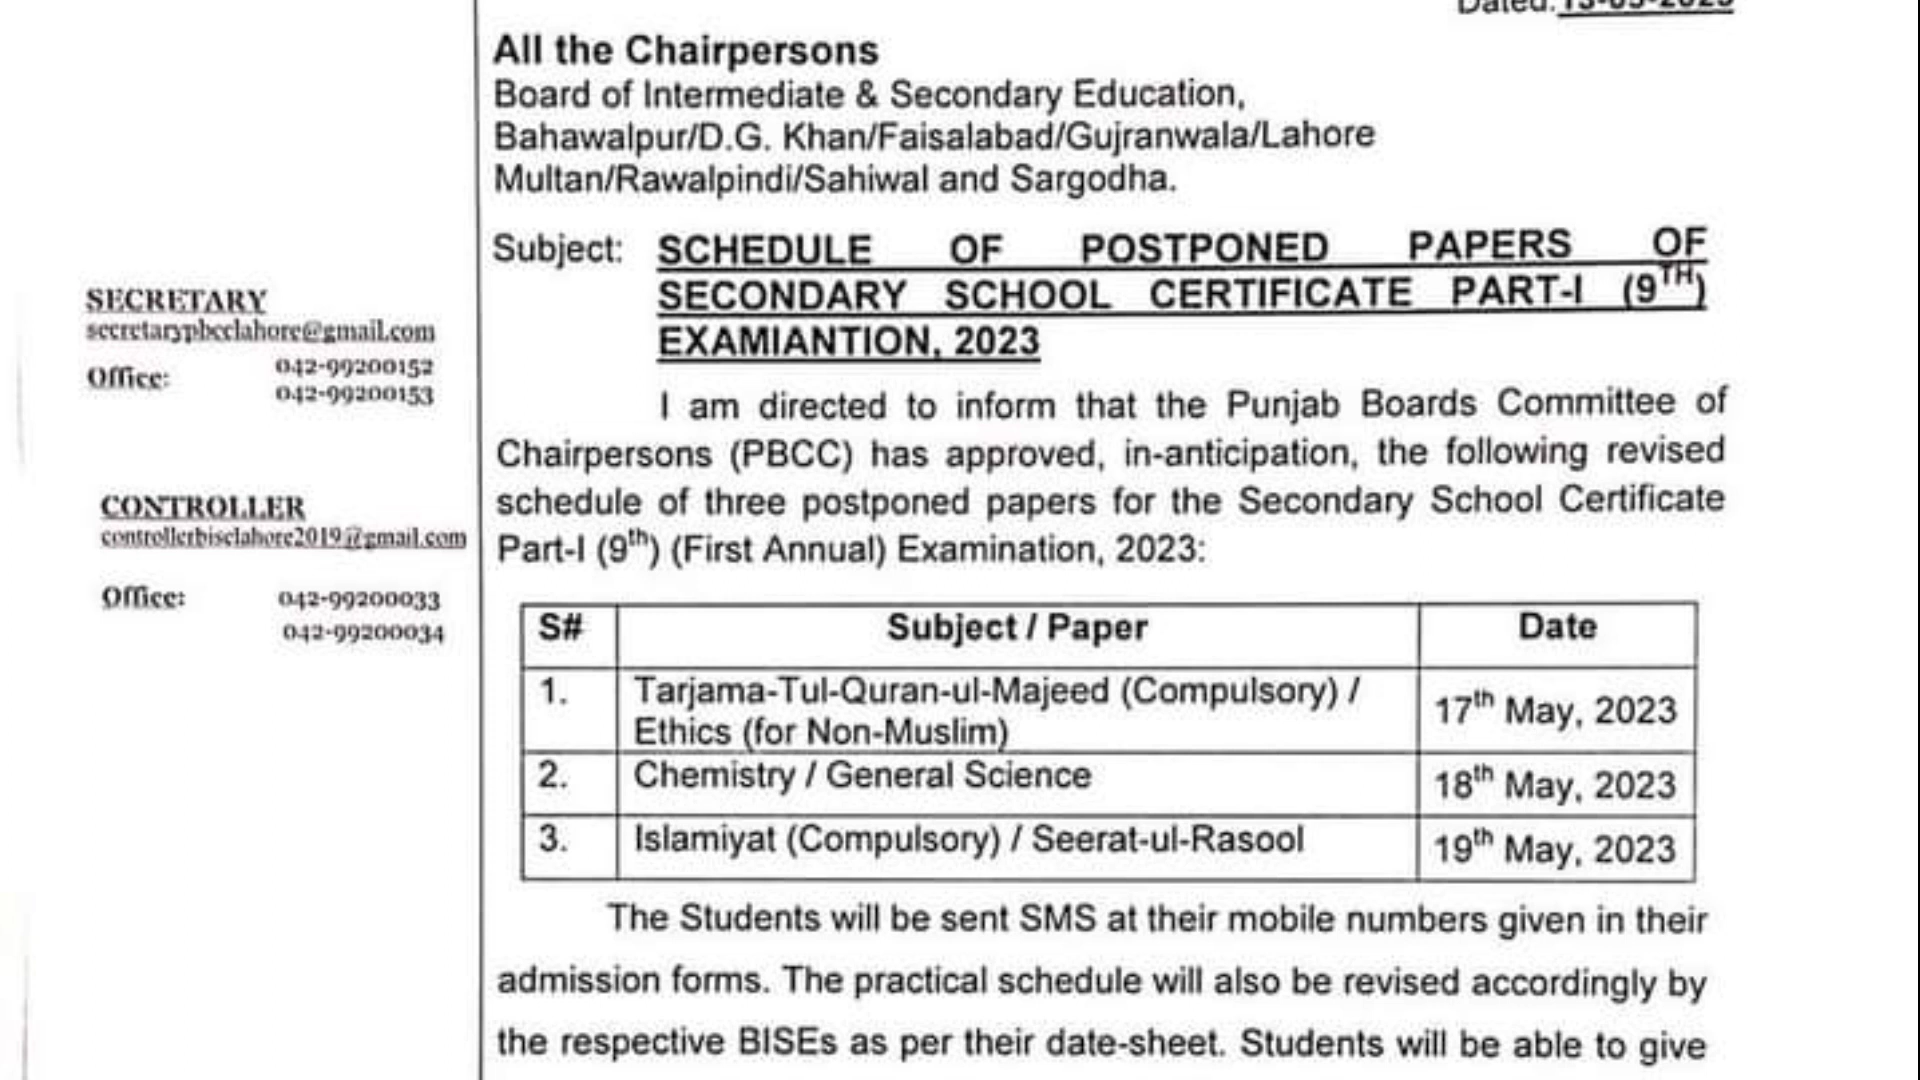 Dated:
All the Chairpersons
Board of Intermediate & Secondary Education,
Bahawalpur/D.G. Khan/Faisalabad/Gujranwala/Lahore
Multan/Rawalpindi/Sahiwal and Sargodha.
Subject: SCHEDULE OF POSTPONED PAPERS OF
SECONDARY SCHOOL CERTIFICATE PART-I (9TH)
EXAMIANTION, 2023
SECRETARY
secretarypbcclahore@gmail.com
Office: 042-99200152
042-99200153
CONTROLLER
controllerbiselahore2019@gmail.com
Office: 042-99200033
042-99200034
I am directed to inform that the Punjab Boards Committee of
Chairpersons (PBCC) has approved, in-anticipation, the following revised
schedule of three postponed papers for the Secondary School Certificate
Part-I (9th) (First Annual) Examination, 2023:
S# Subject / Paper Date
1. Tarjama-Tul-Quran-ul-Majeed (Compulsory) /
Ethics (for Non-Muslim) 17th May, 2023
2. Chemistry / General Science 18th May, 2023
3. Islamiyat (Compulsory) / Seerat-ul-Rasool 19th May, 2023
The Students will be sent SMS at their mobile numbers given in their
admission forms. The practical schedule will also be revised accordingly by
the respective BISEs as per their date-sheet. Students will be able to give